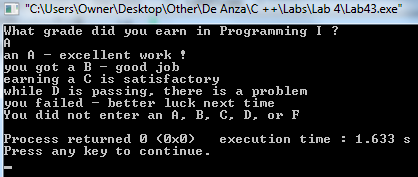 "C:\Users\Owner\Desktop\Other\De Anza\C ++\Labs\Lab 4\Lab43.exe"
What grade did you earn in Programming I ?
A
an A - excellent work !
you got a B - good job
earning a C is satisfactory
while D is passing, there is a problem
you failed - better luck next time
You did not enter an A, B, C, D, or F
Process returned 0 (0x0)   execution time : 1.633 s
Press any key to continue.